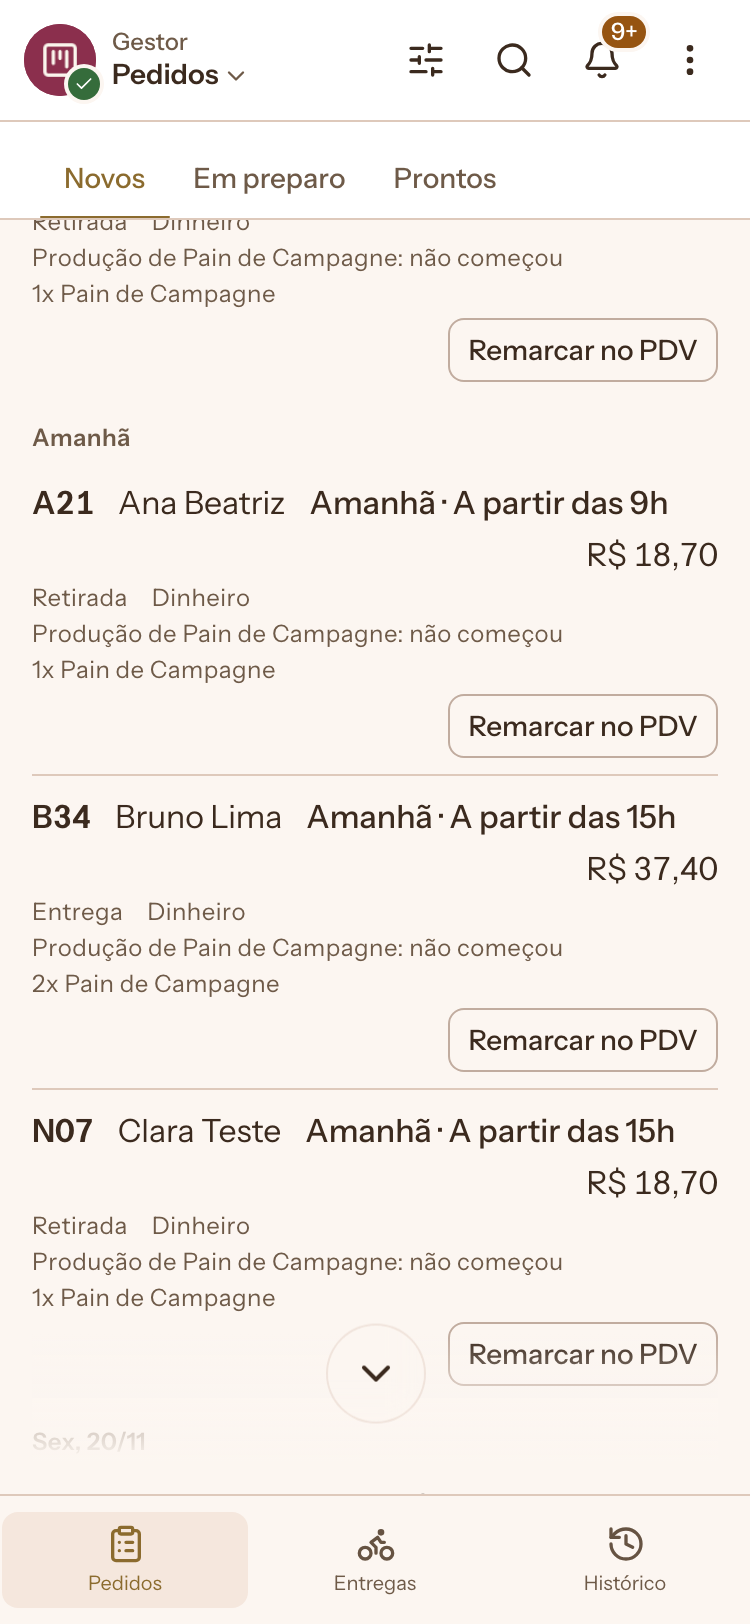 Gestor
Pedidos
9+
Novos Em preparo Prontos
Retirada Dinheiro
Produção de Pain de Campagne: não começou
1x Pain de Campagne
Remarcar no PDV
Amanhã
A21 Ana Beatriz Amanhã · A partir das 9h
R$ 18,70
Retirada Dinheiro
Produção de Pain de Campagne: não começou
1x Pain de Campagne
Remarcar no PDV
B34 Bruno Lima Amanhã · A partir das 15h
R$ 37,40
Entrega Dinheiro
Produção de Pain de Campagne: não começou
2x Pain de Campagne
Remarcar no PDV
N07 Clara Teste Amanhã · A partir das 15h
R$ 18,70
Retirada Dinheiro
Produção de Pain de Campagne: não começou
1x Pain de Campagne
Remarcar no PDV
Sex, 20/11
Pedidos Entregas Histórico